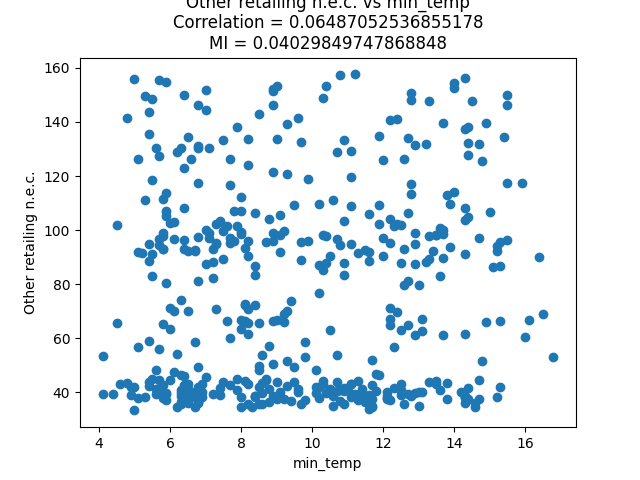 Other retailing n.e.c. vs min_temp
Correlation = 0.06487052536855178
MI = 0.04029849747868848
160
140
120
100
80
60
40
Other retailing n.e.c.
4 6 8 10 12 14 16
min_temp